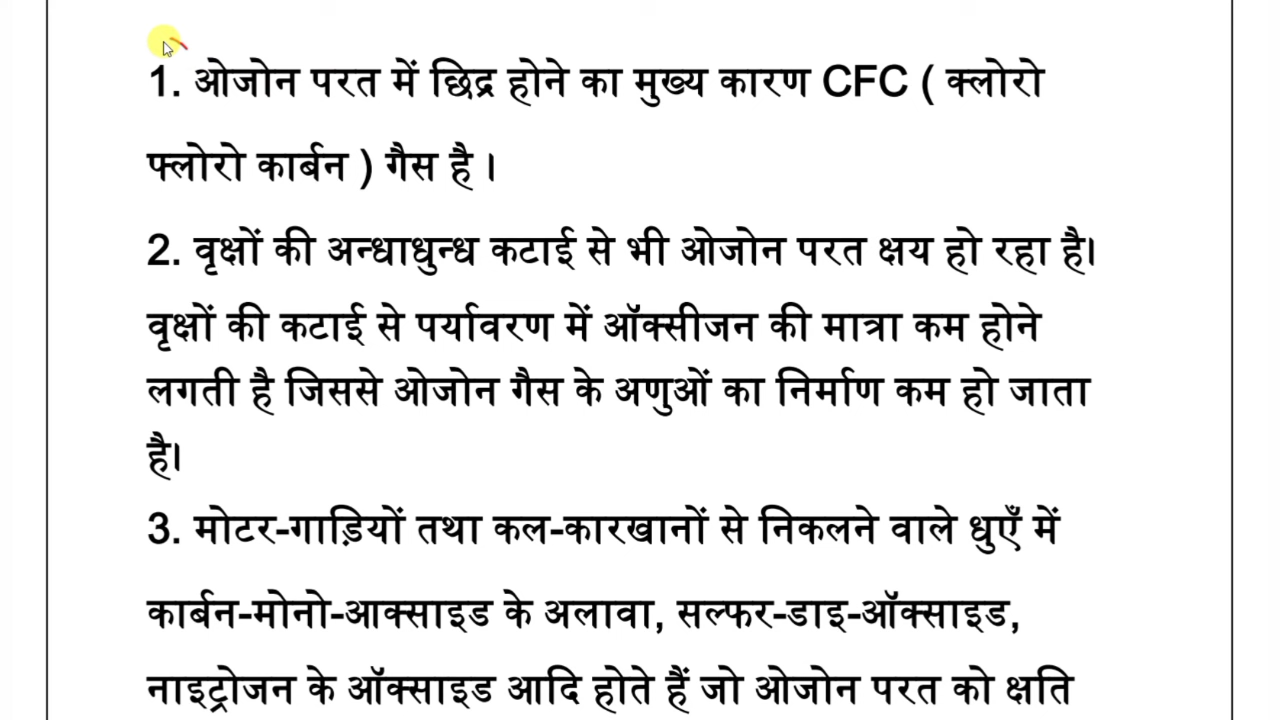 1. ओजोन परत में छिद्र होने का मुख्य कारण CFC ( क्लोरो
फ्लोरो कार्बन ) गैस है ।
2. वृक्षों की अन्धाधुन्ध कटाई से भी ओजोन परत क्षय हो रहा है।
वृक्षों की कटाई से पर्यावरण में ऑक्सीजन की मात्रा कम होने
लगती है जिससे ओजोन गैस के अणुओं का निर्माण कम हो जाता
है।
3. मोटर-गाड़ियों तथा कल-कारखानों से निकलने वाले धुएँ में
कार्बन-मोनो-आक्साइड के अलावा, सल्फर-डाइ-ऑक्साइड,
नाइट्रोजन के ऑक्साइड आदि होते हैं जो ओजोन परत को क्षति